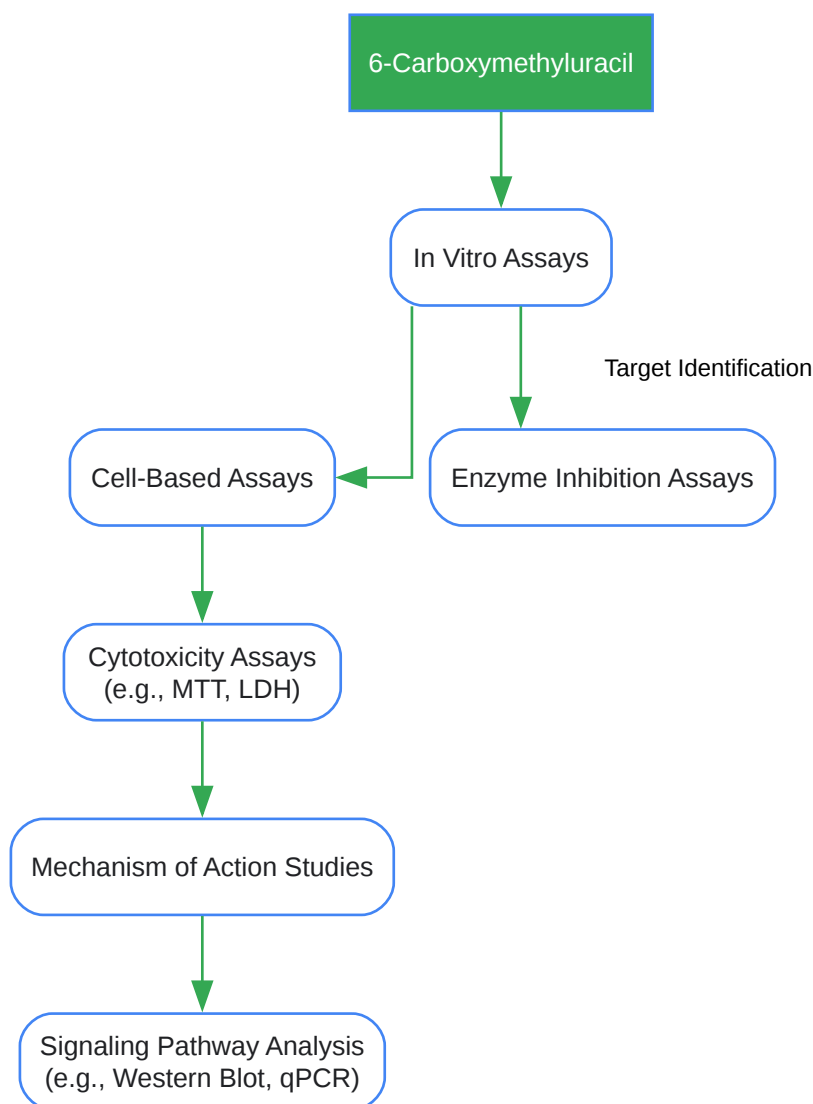 6-Carboxymethyluracil
In Vitro Assays
Target Identification
Cell-Based Assays
Enzyme Inhibition Assays
Cytotoxicity Assays
(e.g., MTT, LDH)
Mechanism of Action Studies
Signaling Pathway Analysis
(e.g., Western Blot, qPCR)